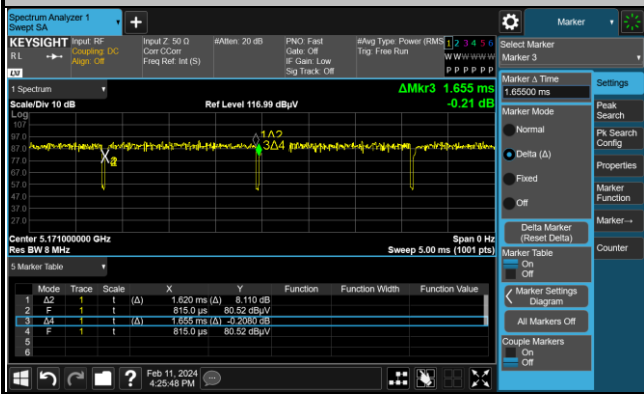 Spectrum Analyzer 1
Swept SA
Marker
KEYSIGHT
Input: RF
Input Z: 50 Ω
#Atten: 20 dB
PNO: Fast
#Avg Type: Power (RMS
1 2 3 4 5 6
RL
Coupling: DC
Corr CCorr
Gate: Off
Trig: Free Run
Align: Off
Freq Ref: Int (S)
IF Gain: Low
Sig Track: Off
W W W W W W
P P P P P P
LXI
1 Spectrum
ΔMkr3 1.655 ms
Scale/Div 10 dB
Ref Level 116.99 dBµV
-0.21 dB
Log
107
97.0
87.0
77.0
67.0
57.0
47.0
37.0
27.0
1Δ2
3Δ4
Center 5.171000000 GHz
Span 0 Hz
Res BW 8 MHz
Sweep 5.00 ms (1001 pts)
5 Marker Table
Mode Trace Scale X Y Function Function Width Function Value
1 Δ2 1 t (Δ) 1.620 ms (Δ) 8.110 dB
2 F 1 t 815.0 µs 80.52 dBµV
3 Δ4 1 t (Δ) 1.655 ms (Δ) -0.2080 dB
4 F 1 t 815.0 µs 80.52 dBµV
5
6
?
Feb 11, 2024
4:25:48 PM
Select Marker
Marker 3
Marker Δ Time
1.65500 ms
Marker Mode
Normal
Delta (Δ)
Fixed
Off
Delta Marker
(Reset Delta)
Marker Table
On
Off
Marker Settings
Diagram
All Markers Off
Couple Markers
On
Off
Settings
Peak
Search
Pk Search
Config
Properties
Marker
Function
Marker→
Counter